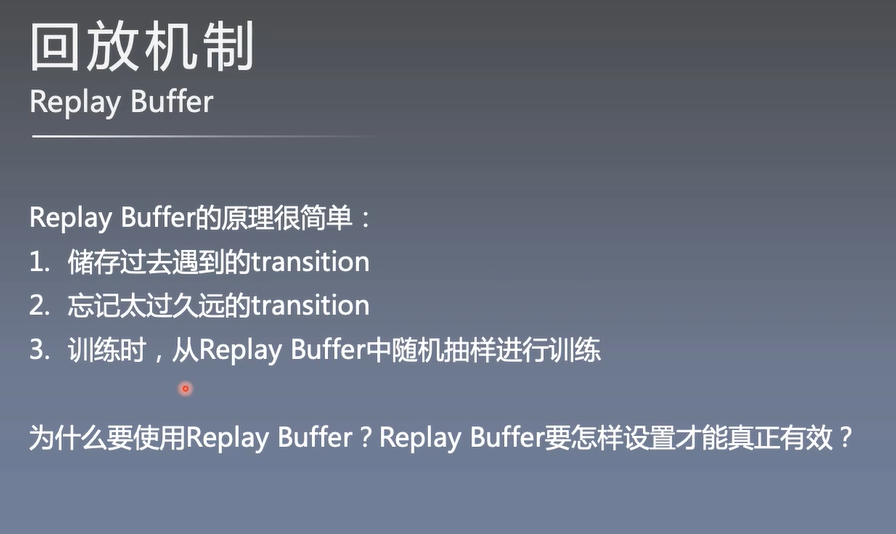 回放机制
Replay Buffer
Replay Buffer的原理很简单：
1. 储存过去遇到的transition
2. 忘记太过久远的transition
3. 训练时，从Replay Buffer中随机抽样进行训练
为什么要使用Replay Buffer？Replay Buffer要怎样设置才能真正有效？